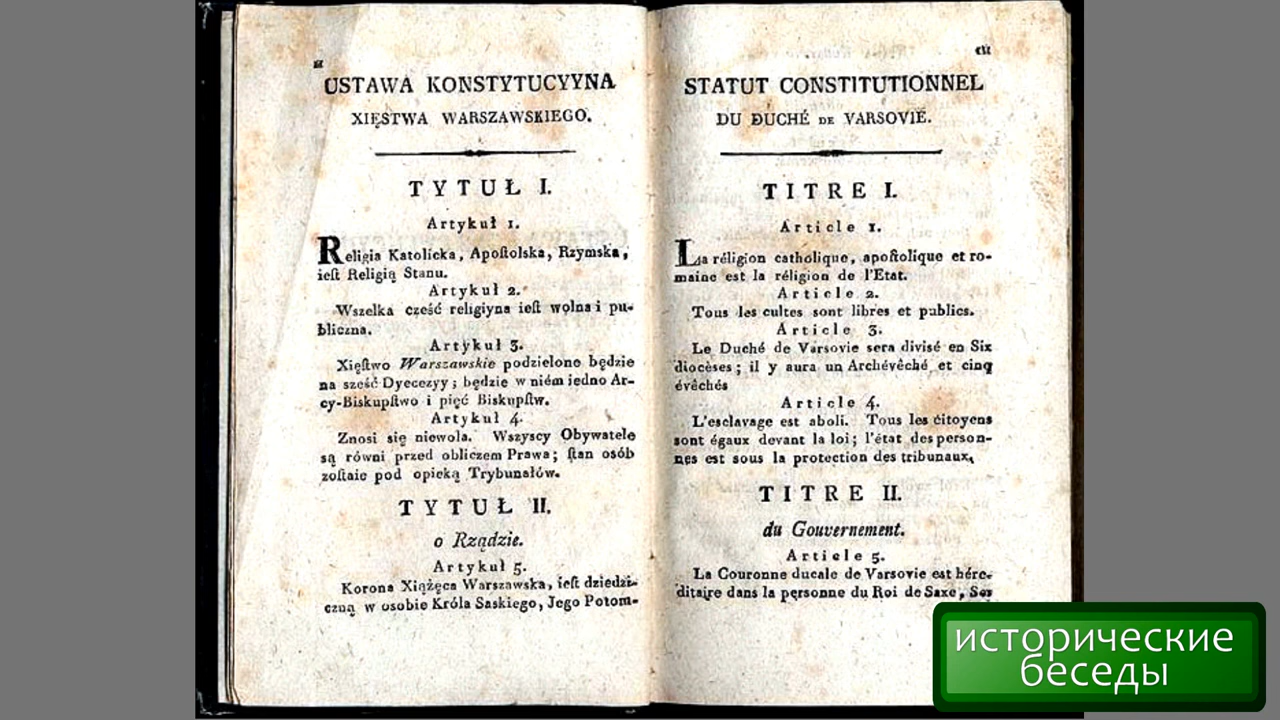 USTAWA KONSTYTUCYYNA
XIĘSTWA WARSZAWSKIEGO.
TYTUŁ I.
Artykuł 1.
Religia Katolicka, Apoſtolska, Rzymska,
ieſt Religią Stanu.
Artykuł 2.
Wszelka cześć religiyna ieſt wolna i pu-
bliczna.
Artykuł 3.
Xięſtwo Warszawskie podzielone będzie
na sześć Dyecezyy; będzie w niém iedno Ar-
cy-Biskupſtwo i pięć Biskupſtw.
Artykuł 4.
Znosi się niewola. Wszyscy Obywatele
są równi przed obliczem Prawa; ſtan osób
zoſtaie pod opieką Trybunałów.
TYTUŁ II.
o Rządzie.
Artykuł 5.
Korona Xiążęca Warszawska, ieſt dziedzi-
czną w osobie Króla Saskiego, Jego Potom-
STATUT CONSTITUTIONNEL
DU DUCHÉ DE VARSOVIE.
TITRE I.
Article 1.
La réligion catholique, apoſtolique et ro-
maine est la réligion de l'Etat.
Article 2.
Tous les cultes sont libres et publics.
Article 3.
Le Duché de Varsovie sera divisé en Six
diocèses; il y aura un Archévêché et cinq
évêchés
Article 4.
L'esclavage est aboli. Tous les citoyens
sont égaux devant la loi; l'état des person-
nes est sous la protection des tribunaux.
TITRE II.
du Gouvernement.
Article 5.
La Couronne ducale de Varsovie est héré-
ditaire dans la personne du Roi de Saxe, Ses
исторические
беседы